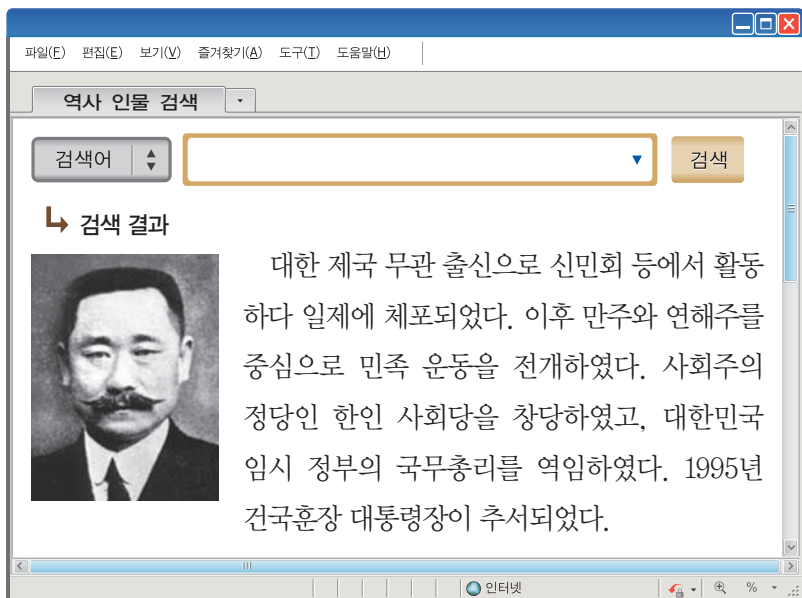 파일(F) 편집(E) 보기(V) 즐겨찾기(A) 도구(T) 도움말(H)
역사 인물 검색
검색어 검색
검색 결과
대한 제국 무관 출신으로 신민회 등에서 활동
하다 일제에 체포되었다. 이후 만주와 연해주를
중심으로 민족 운동을 전개하였다. 사회주의
정당인 한인 사회당을 창당하였고, 대한민국
임시 정부의 국무총리를 역임하였다. 1995년
건국훈장 대통령장이 추서되었다.
인터넷 %